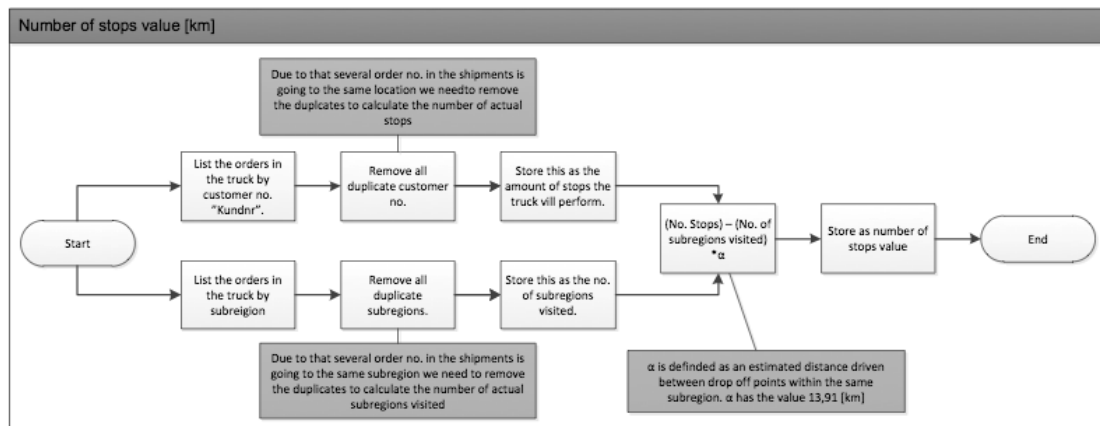 Number of stops value [km]
Due to that several order no. in the shipments is
going to the same location we needto remove
the duplcates to calculate the number of actual
stops
List the orders in
the truck by
customer no.
"Kundnr".
Remove all
duplicate customer
no.
Store this as the
amount of stops the
truck vill perform.
Start
(No. Stops) – (No. of
subregions visited)
*α
Store as number of
stops value
End
List the orders in
the truck by
subreigion
Remove all
duplicate
subregions.
Store this as the no.
of subregions
visited.
Due to that several order no. in the shipments is
going to the same subregion we need to remove
the duplicates to calculate the number of actual
subregions visited
α is definded as an estimated distance driven
between drop off points within the same
subregion. α has the value 13,91 [km]